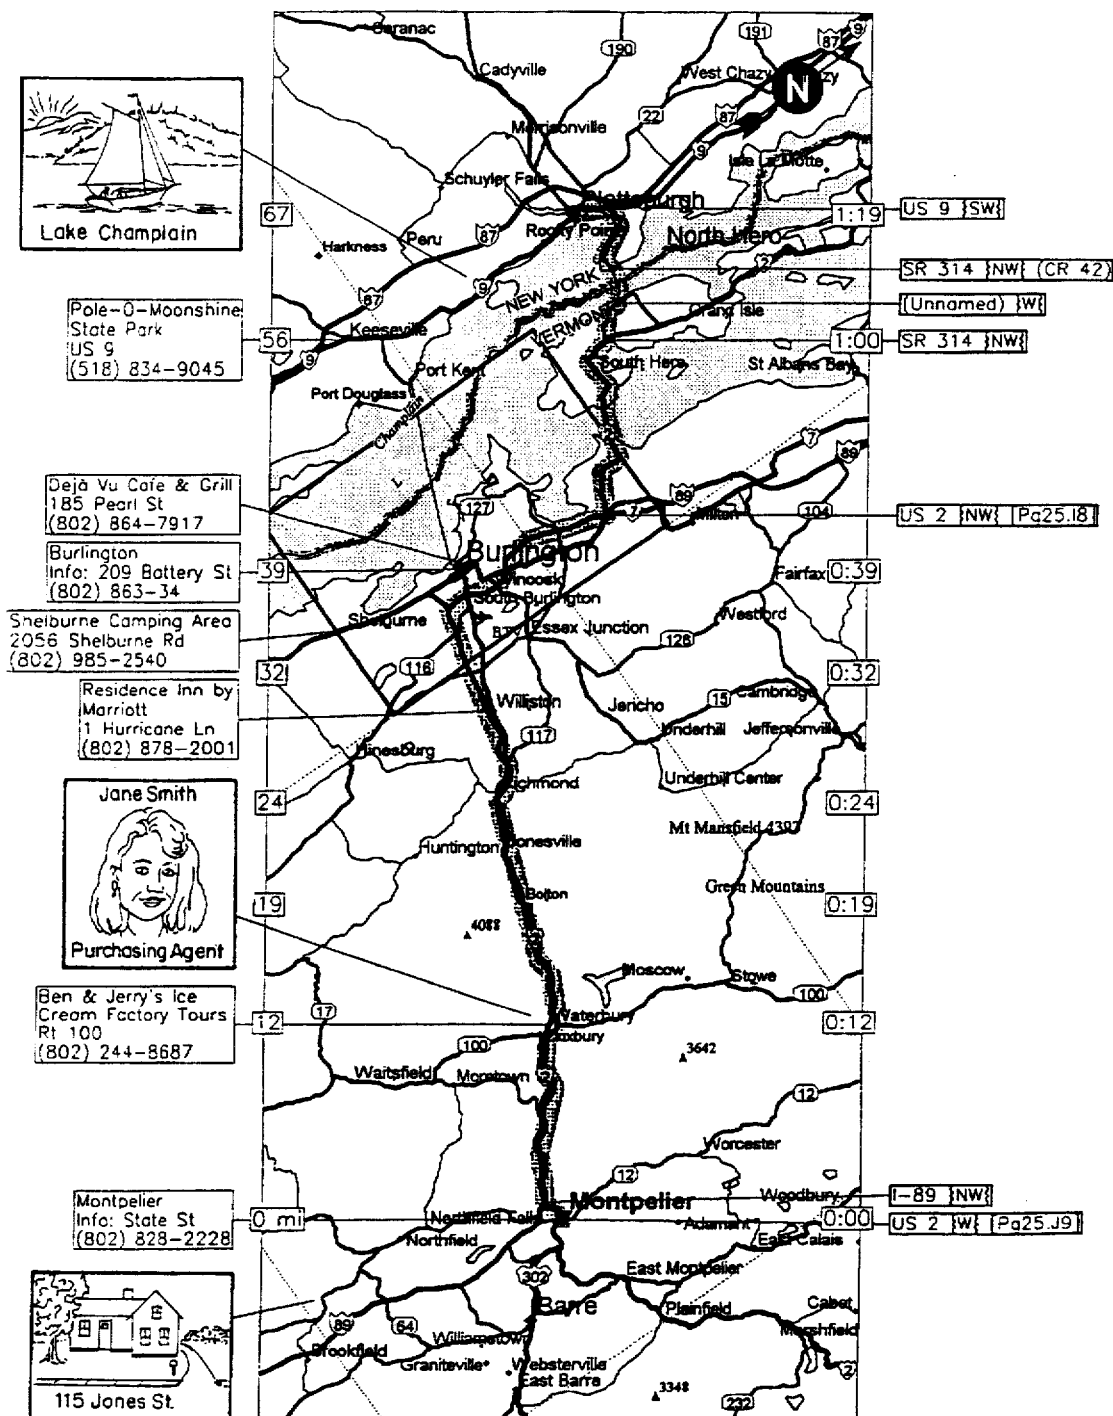 Saranac
190
191
87
9
Cadyville
West Chazy
N
22
87
9
Morrisonville
Isle La Motte
Schuyler Falls
Plattsburgh
Lake Champlain
67
1:19
US 9 }SW{
Rocky Point
North Hero
Harkness
Peru
87
2
SR 314 }NW{ (CR 42)
9
NEW YORK
VERMONT
87
(Unnamed) }W{
Grand Isle
Pole-O-Moonshine
State Park
US 9
(518) 834-9045
Keeseville
56
1:00
SR 314 }NW{
9
South Hero
St Albans Bay
Port Kent
Port Douglass
Champlain
L
7
89
Deja Vu Cafe & Grill
185 Pearl St
(802) 864-7917
127
89
7
Milton
104
US 2 }NW{ [Pg25.I8]
Burlington
Info: 209 Battery St
(802) 863-34
39
Burlington
0:39
Winooski
Fairfax
South Burlington
Shelburne Camping Area
2056 Shelburne Rd
(802) 985-2540
Shelburne
BTV
Essex Junction
Westford
128
116
32
0:32
Residence Inn by
Marriott
1 Hurricane Ln
(802) 878-2001
Williston
Jericho
15
Cambridge
Underhill
Jeffersonville
117
Hinesburg
Richmond
Underhill Center
24
0:24
Jane Smith
Purchasing Agent
Mt Mansfield 4393
Huntington
Jonesville
Green Mountains
Bolton
19
0:19
4088
Moscow
Stowe
100
Ben & Jerry's Ice
Cream Factory Tours
Rt 100
(802) 244-8687
17
12
Waterbury
0:12
Duxbury
100
3642
Waitsfield
Moretown
2
12
Worcester
12
Montpelier
Info: State St
(802) 828-2228
Montpelier
Woodbury
I-89 }NW{
0 mi
Northfield Falls
Adamant
0:00
US 2 }W{ [Pg25.J9]
Northfield
East Calais
302
East Montpelier
115 Jones St.
Barre
Plainfield
Cabot
89
64
Marshfield
Brookfield
Williamstown
Graniteville
Websterville
2
East Barre
3348
232